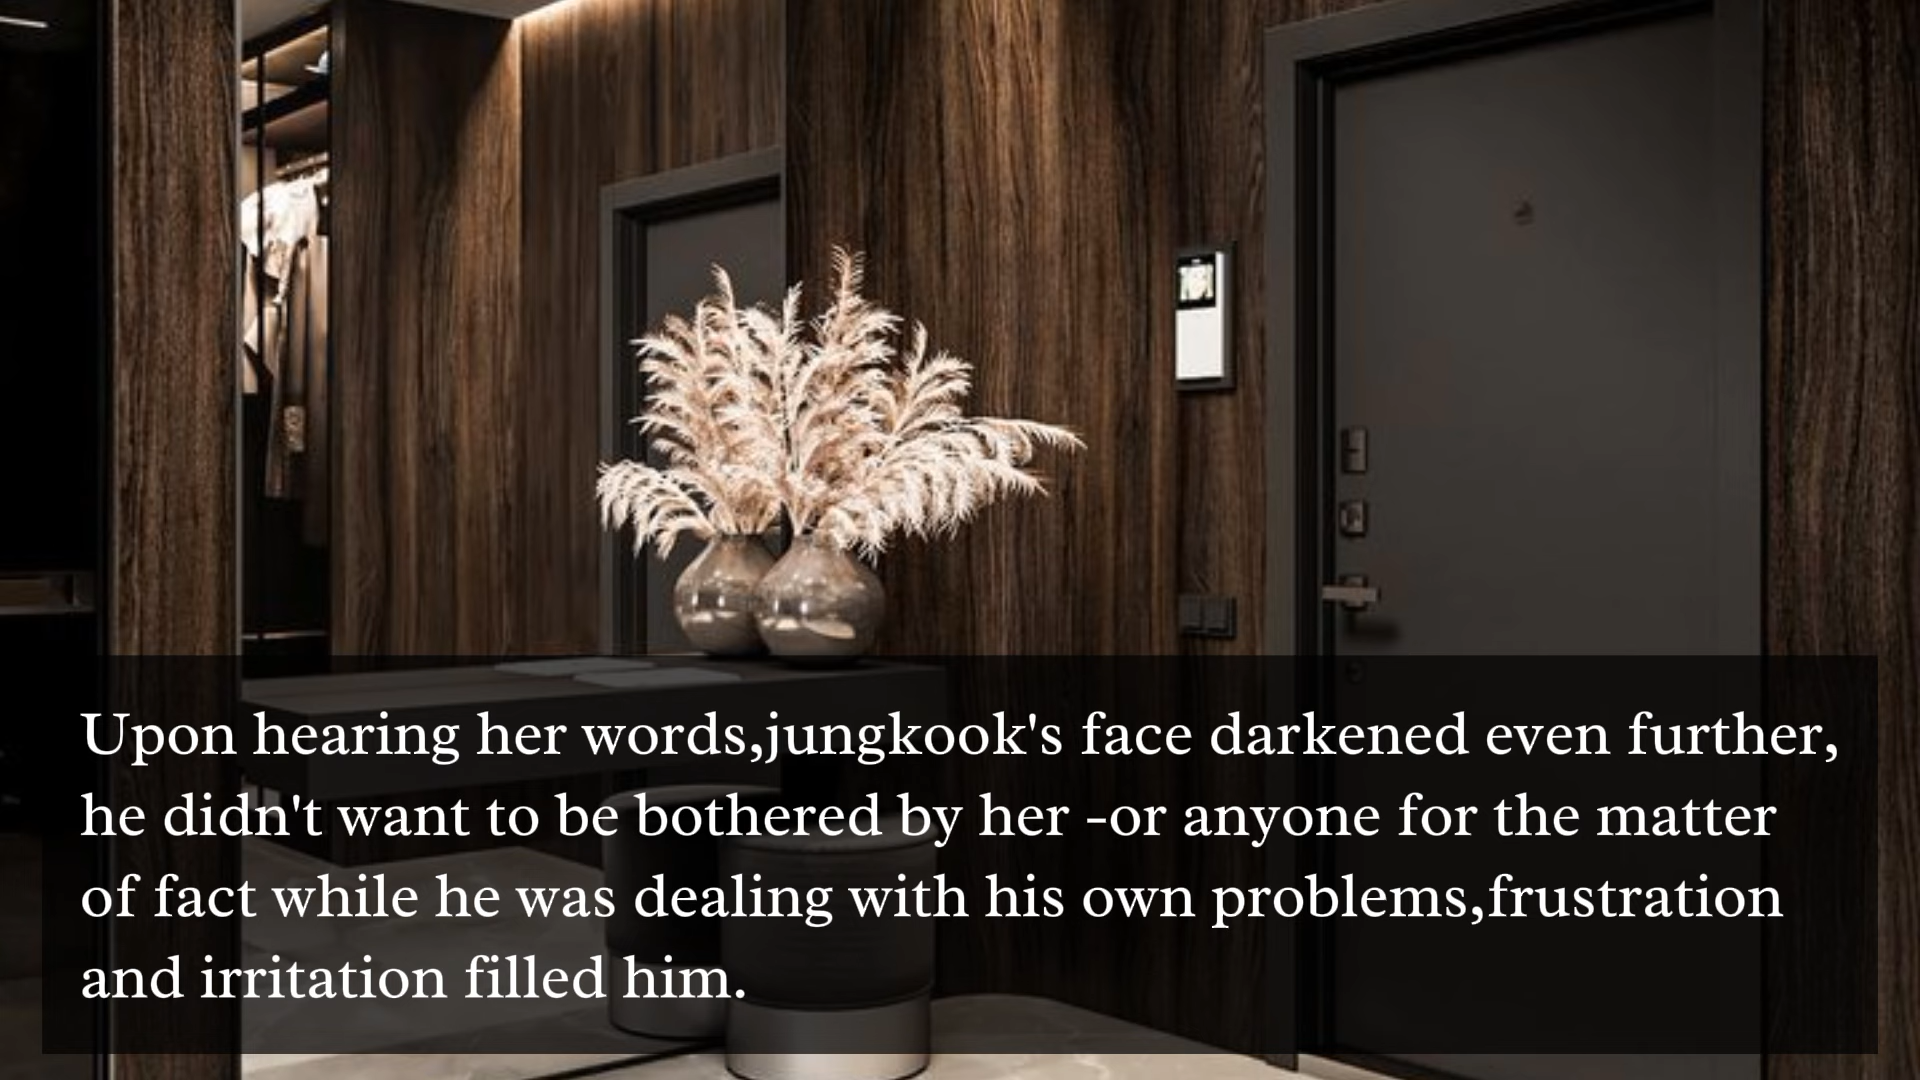 Upon hearing her words,jungkook's face darkened even further,
he didn't want to be bothered by her -or anyone for the matter
of fact while he was dealing with his own problems,frustration
and irritation filled him.